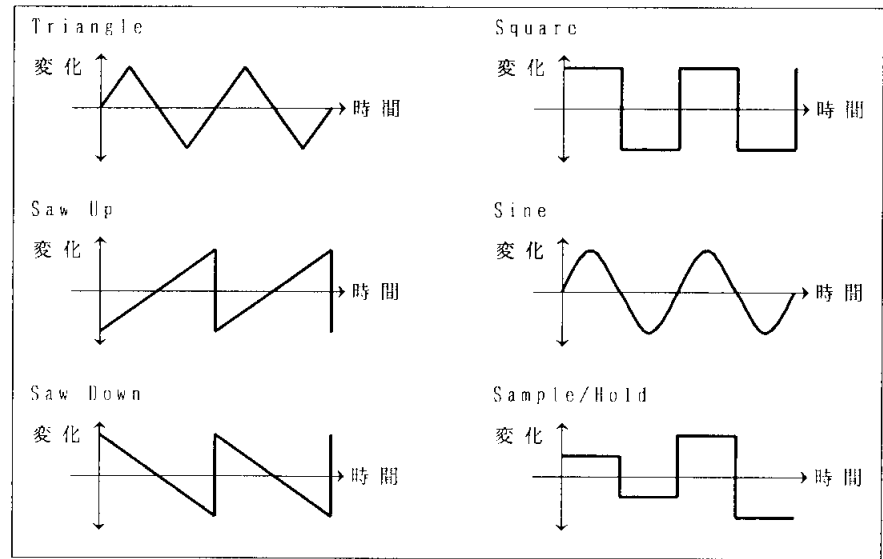 Triangle
変化
時間
Square
変化
時間
Saw Up
変化
時間
Sine
変化
時間
Saw Down
変化
時間
Sample/Hold
変化
時間